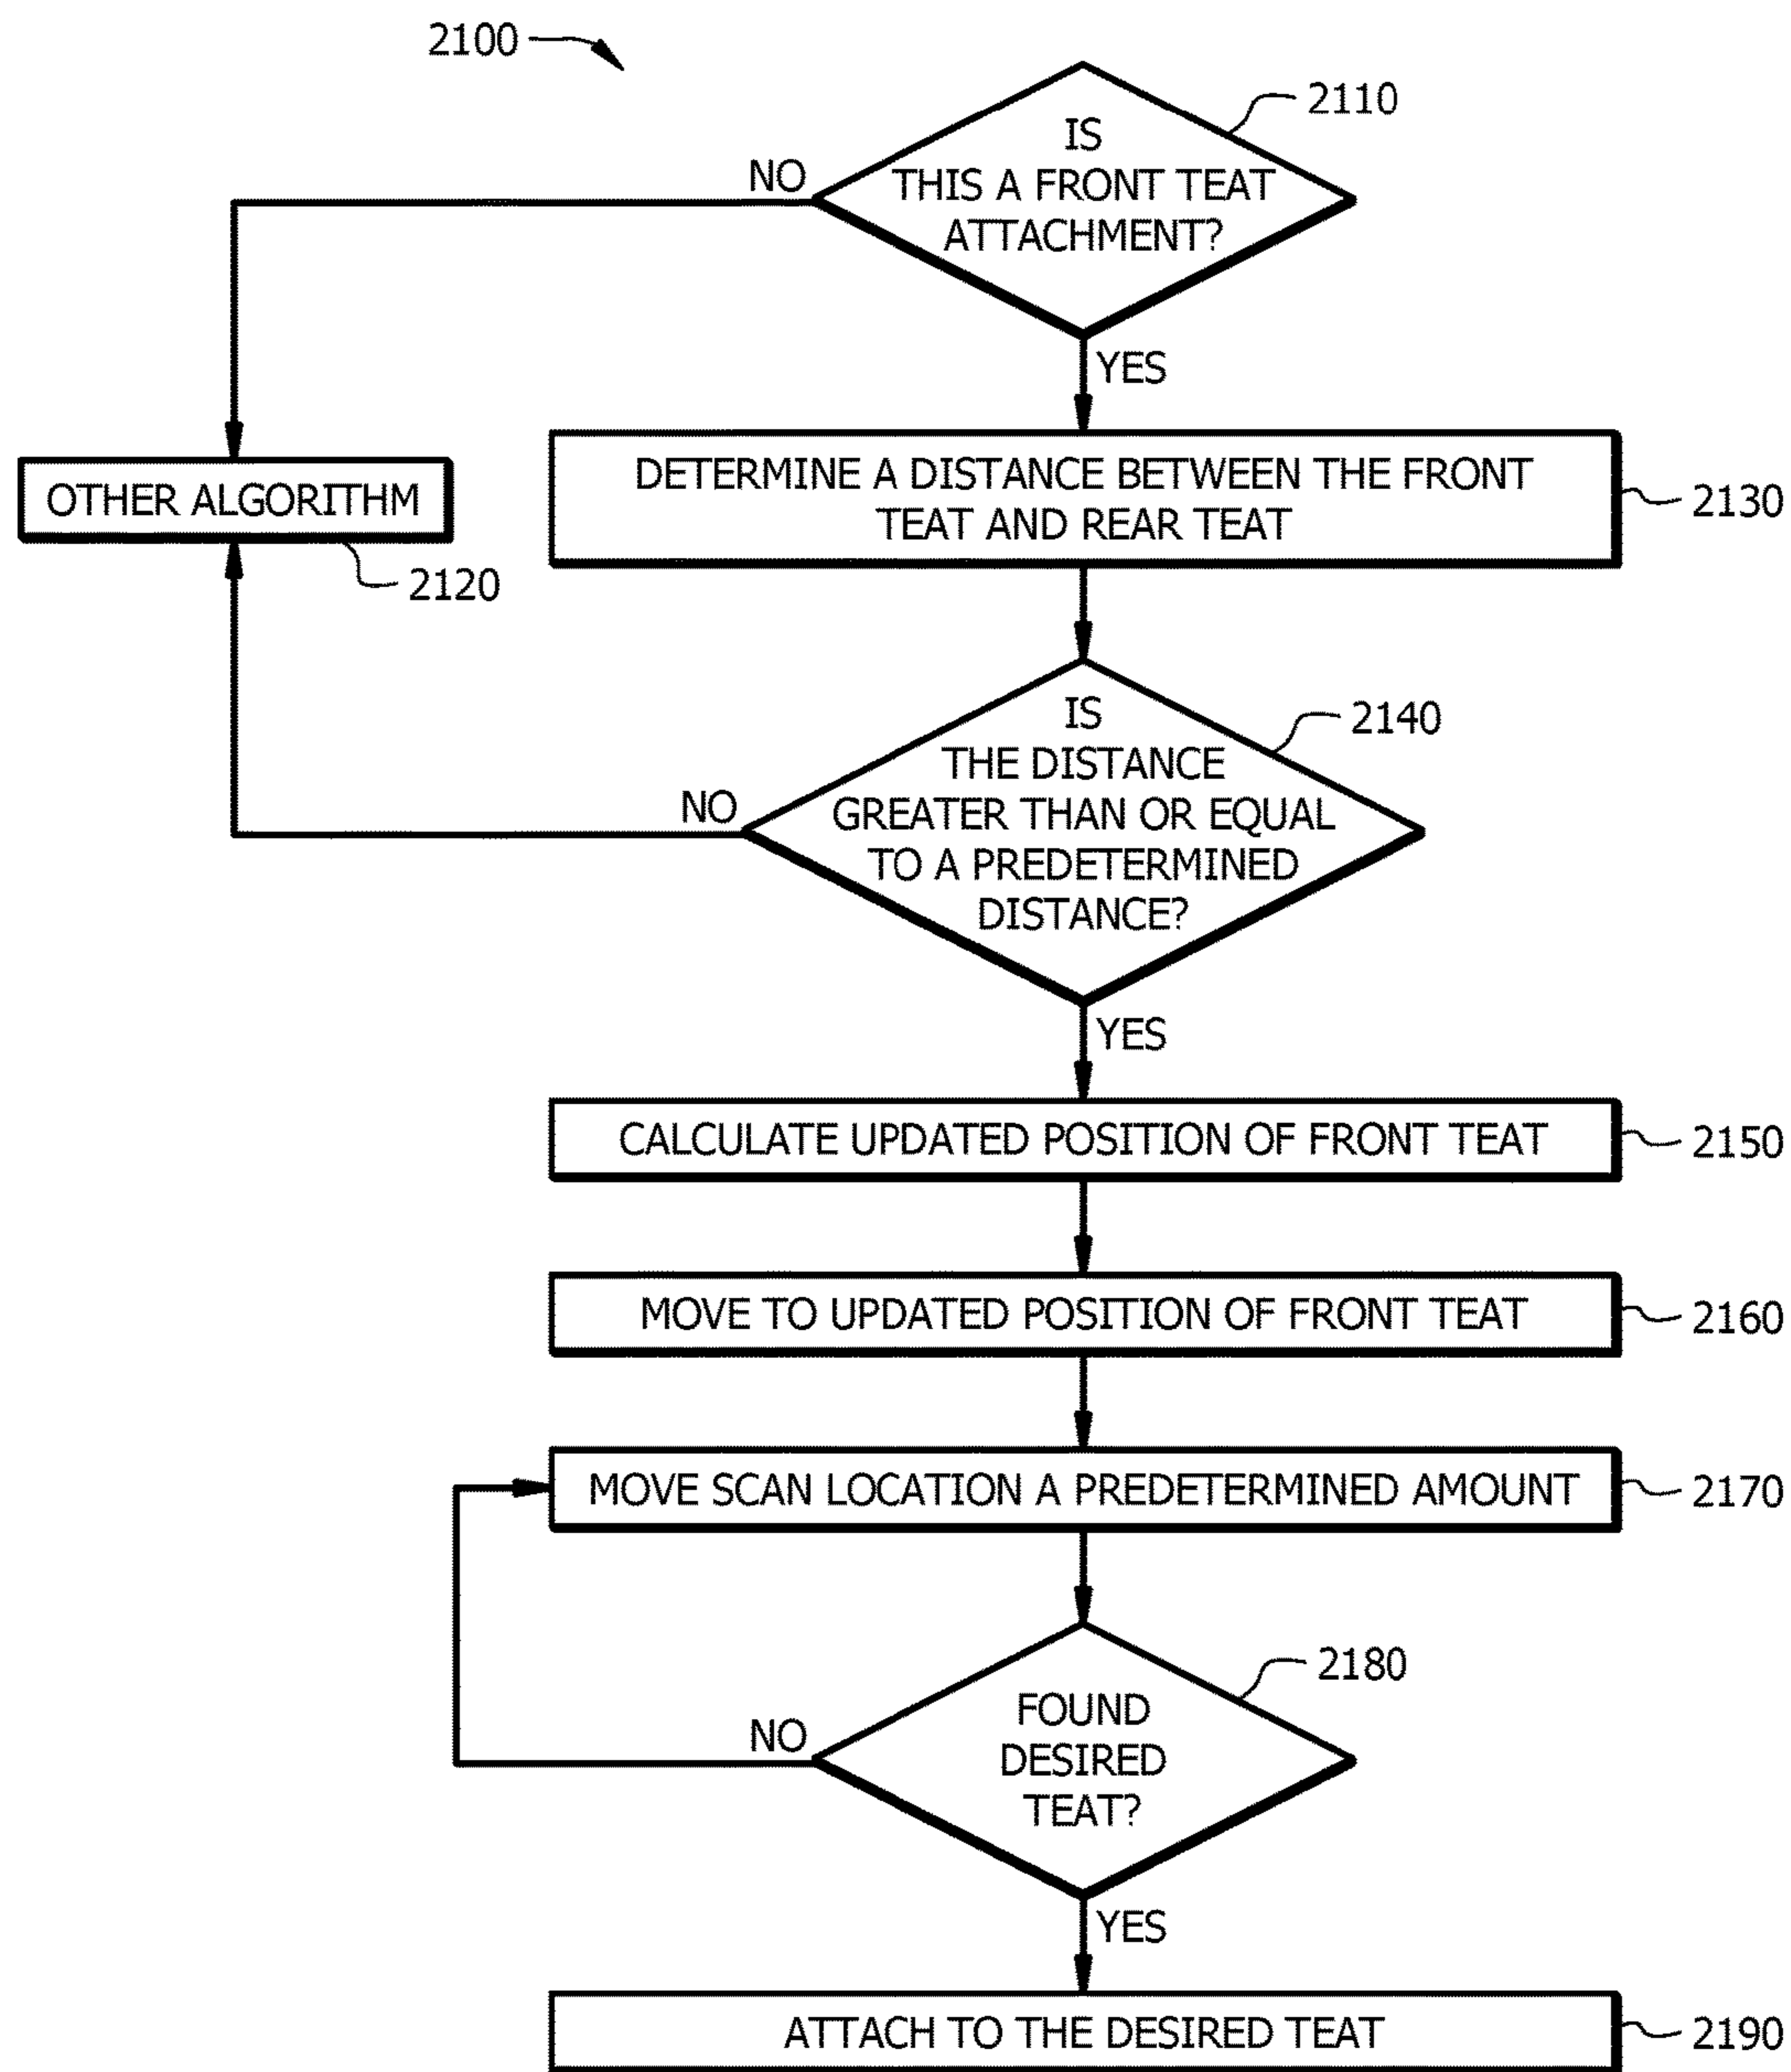 2100
2110
IS
THIS A FRONT TEAT
ATTACHMENT?
NO
YES
DETERMINE A DISTANCE BETWEEN THE FRONT
TEAT AND REAR TEAT
2130
OTHER ALGORITHM
2120
IS
THE DISTANCE
GREATER THAN OR EQUAL
TO A PREDETERMINED
DISTANCE?
2140
NO
YES
CALCULATE UPDATED POSITION OF FRONT TEAT
2150
MOVE TO UPDATED POSITION OF FRONT TEAT
2160
MOVE SCAN LOCATION A PREDETERMINED AMOUNT
2170
2180
FOUND
DESIRED
TEAT?
NO
YES
ATTACH TO THE DESIRED TEAT
2190